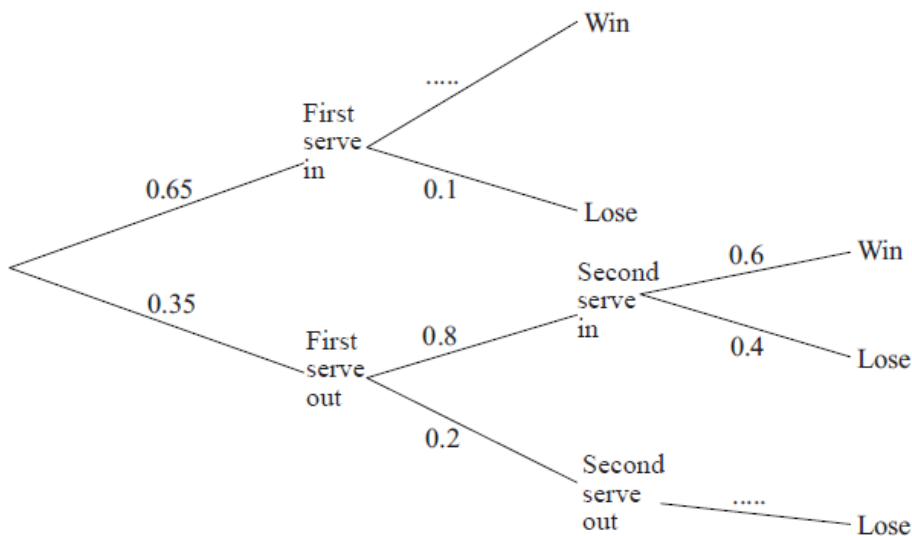 Win
.....
First
serve
in
0.65
0.1
Lose
Win
0.6
Second
serve
in
0.35
0.8
0.4
First
serve
out
Lose
0.2
Second
serve
out
.....
Lose